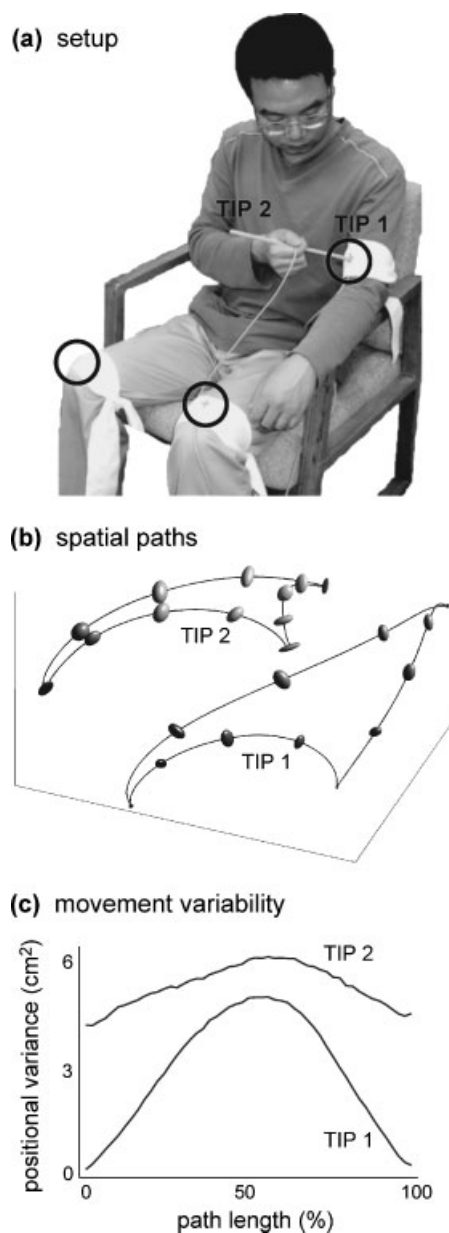 (a) setup
TIP 2
TIP 1
(b) spatial paths
TIP 2
TIP 1
(c) movement variability
positional variance (cm²)
6
3
0
TIP 2
TIP 1
0
50
100
path length (%)